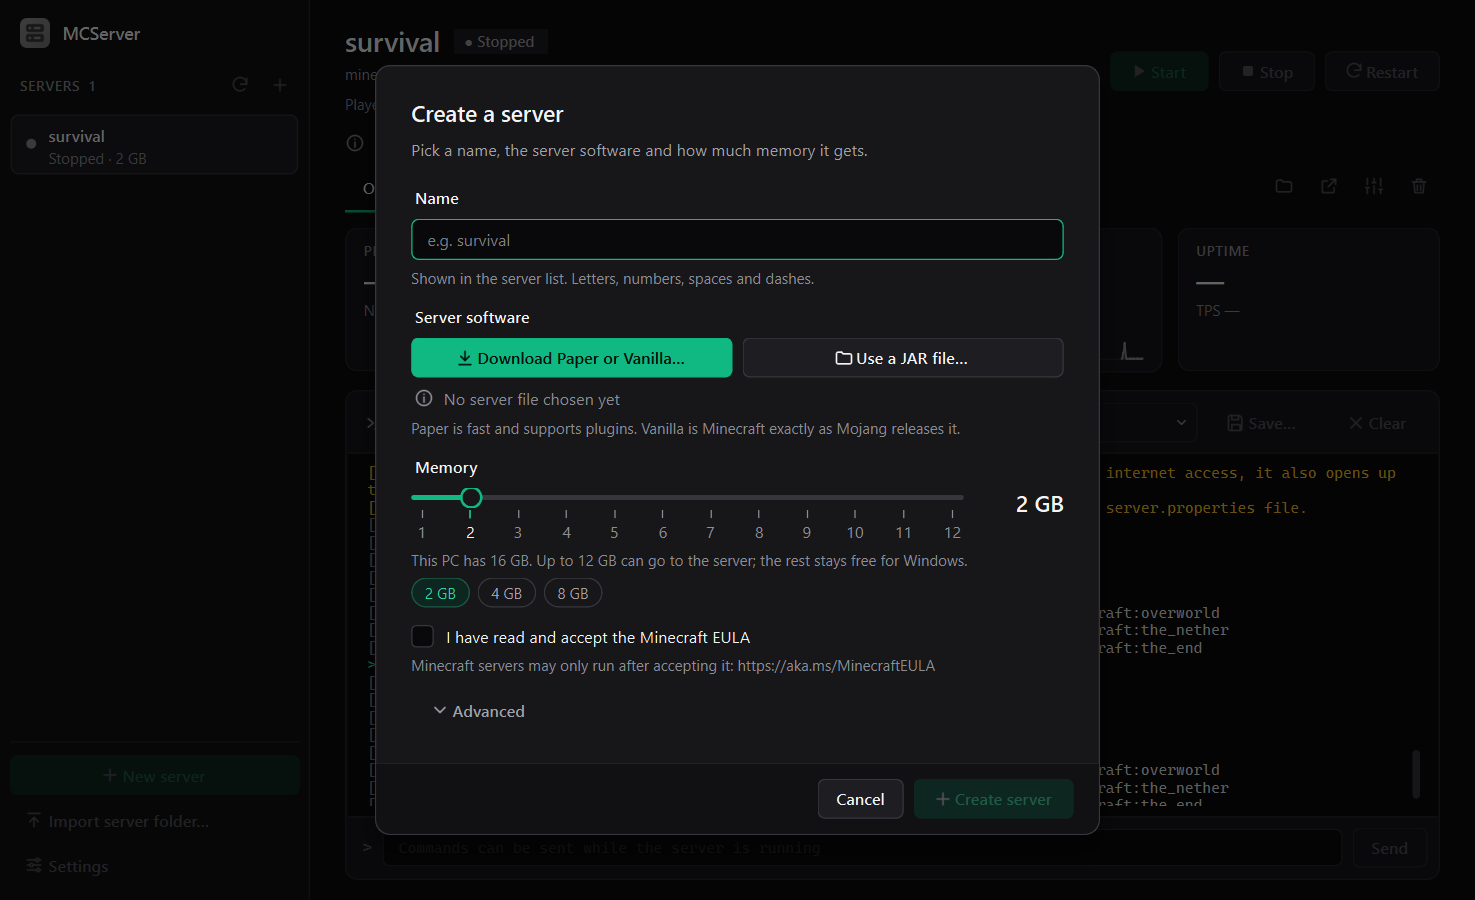 MCServer
SERVERS 1
survival
Stopped · 2 GB
+ New server
Import server folder...
Settings
survival
● Stopped
mine
Playe
Start
Stop
Restart
O
P
N
UPTIME
TPS —
Save...
Clear
internet access, it also opens up
t
server.properties file.
raft:overworld
raft:the_nether
raft:the_end
>
raft:overworld
raft:the_nether
raft:the_end
> Commands can be sent while the server is running
Send
Create a server
Pick a name, the server software and how much memory it gets.
Name
e.g. survival
Shown in the server list. Letters, numbers, spaces and dashes.
Server software
Download Paper or Vanilla...
Use a JAR file...
No server file chosen yet
Paper is fast and supports plugins. Vanilla is Minecraft exactly as Mojang releases it.
Memory
2 GB
1 2 3 4 5 6 7 8 9 10 11 12
This PC has 16 GB. Up to 12 GB can go to the server; the rest stays free for Windows.
2 GB 4 GB 8 GB
I have read and accept the Minecraft EULA
Minecraft servers may only run after accepting it: https://aka.ms/MinecraftEULA
Advanced
Cancel
+ Create server